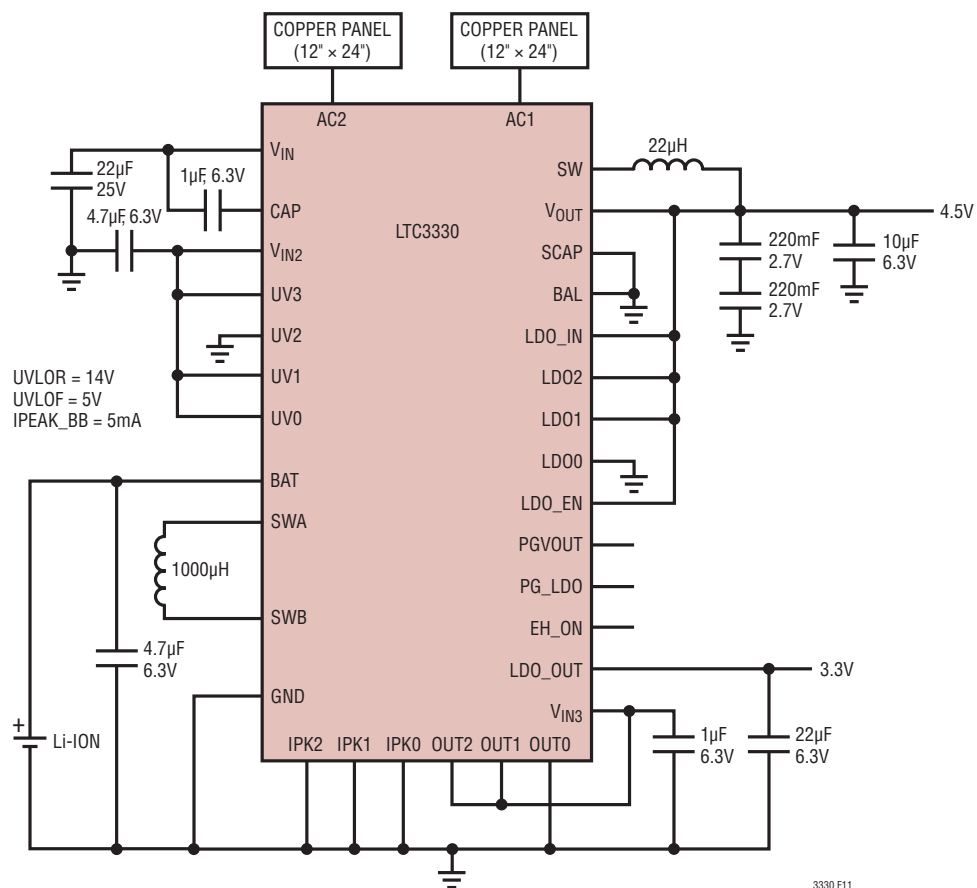 COPPER PANEL
(12" × 24")
COPPER PANEL
(12" × 24")
AC2
AC1
VIN
22µF
25V
1µF, 6.3V
CAP
4.7µF, 6.3V
VIN2
UV3
UV2
UV1
UV0
UVLOR = 14V
UVLOF = 5V
IPEAK_BB = 5mA
BAT
SWA
1000µH
SWB
4.7µF
6.3V
GND
+
Li-ION
LTC3330
IPK2
IPK1
IPK0
OUT2
OUT1
OUT0
22µH
SW
VOUT
4.5V
SCAP
220mF
2.7V
10µF
6.3V
BAL
220mF
2.7V
LDO_IN
LDO2
LDO1
LDO0
LDO_EN
PGVOUT
PG_LDO
EH_ON
LDO_OUT
3.3V
VIN3
1µF
6.3V
22µF
6.3V
3330 F11